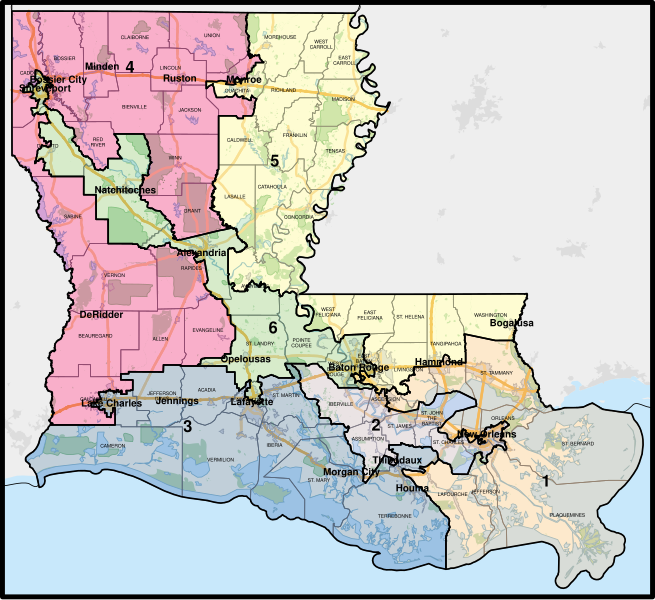 CLAIBORNE
UNION
MOREHOUSE
WEST
CARROLL
EAST
CARROLL
BOSSIER
Minden
4
LINCOLN
Ruston
Monroe
OUACHITA
RICHLAND
MADISON
Bossier City
Shreveport
BIENVILLE
JACKSON
CALDWELL
FRANKLIN
TENSAS
RED
RIVER
WINN
5
Natchitoches
CATAHOULA
LASALLE
GRANT
CONCORDIA
SABINE
Alexandria
RAPIDES
VERNON
DeRidder
BEAUREGARD
ALLEN
EVANGELINE
6
ST. LANDRY
POINTE
COUPEE
WEST
FELICIANA
EAST
FELICIANA
ST. HELENA
WASHINGTON
Bogalusa
TANGIPAHOA
Opelousas
Baton Rouge
Hammond
LIVINGSTON
ST. TAMMANY
JEFFERSON
Jennings
ACADIA
Lafayette
ST. MARTIN
Lake Charles
IBERVILLE
ASCENSION
ST. JAMES
ST. JOHN
THE
BAPTIST
ST. CHARLES
ORLEANS
New Orleans
3
2
ASSUMPTION
CAMERON
VERMILION
IBERIA
ST. BERNARD
Thibodaux
Morgan City
ST. MARY
Houma
LAFOURCHE
JEFFERSON
1
TERREBONNE
PLAQUEMINES